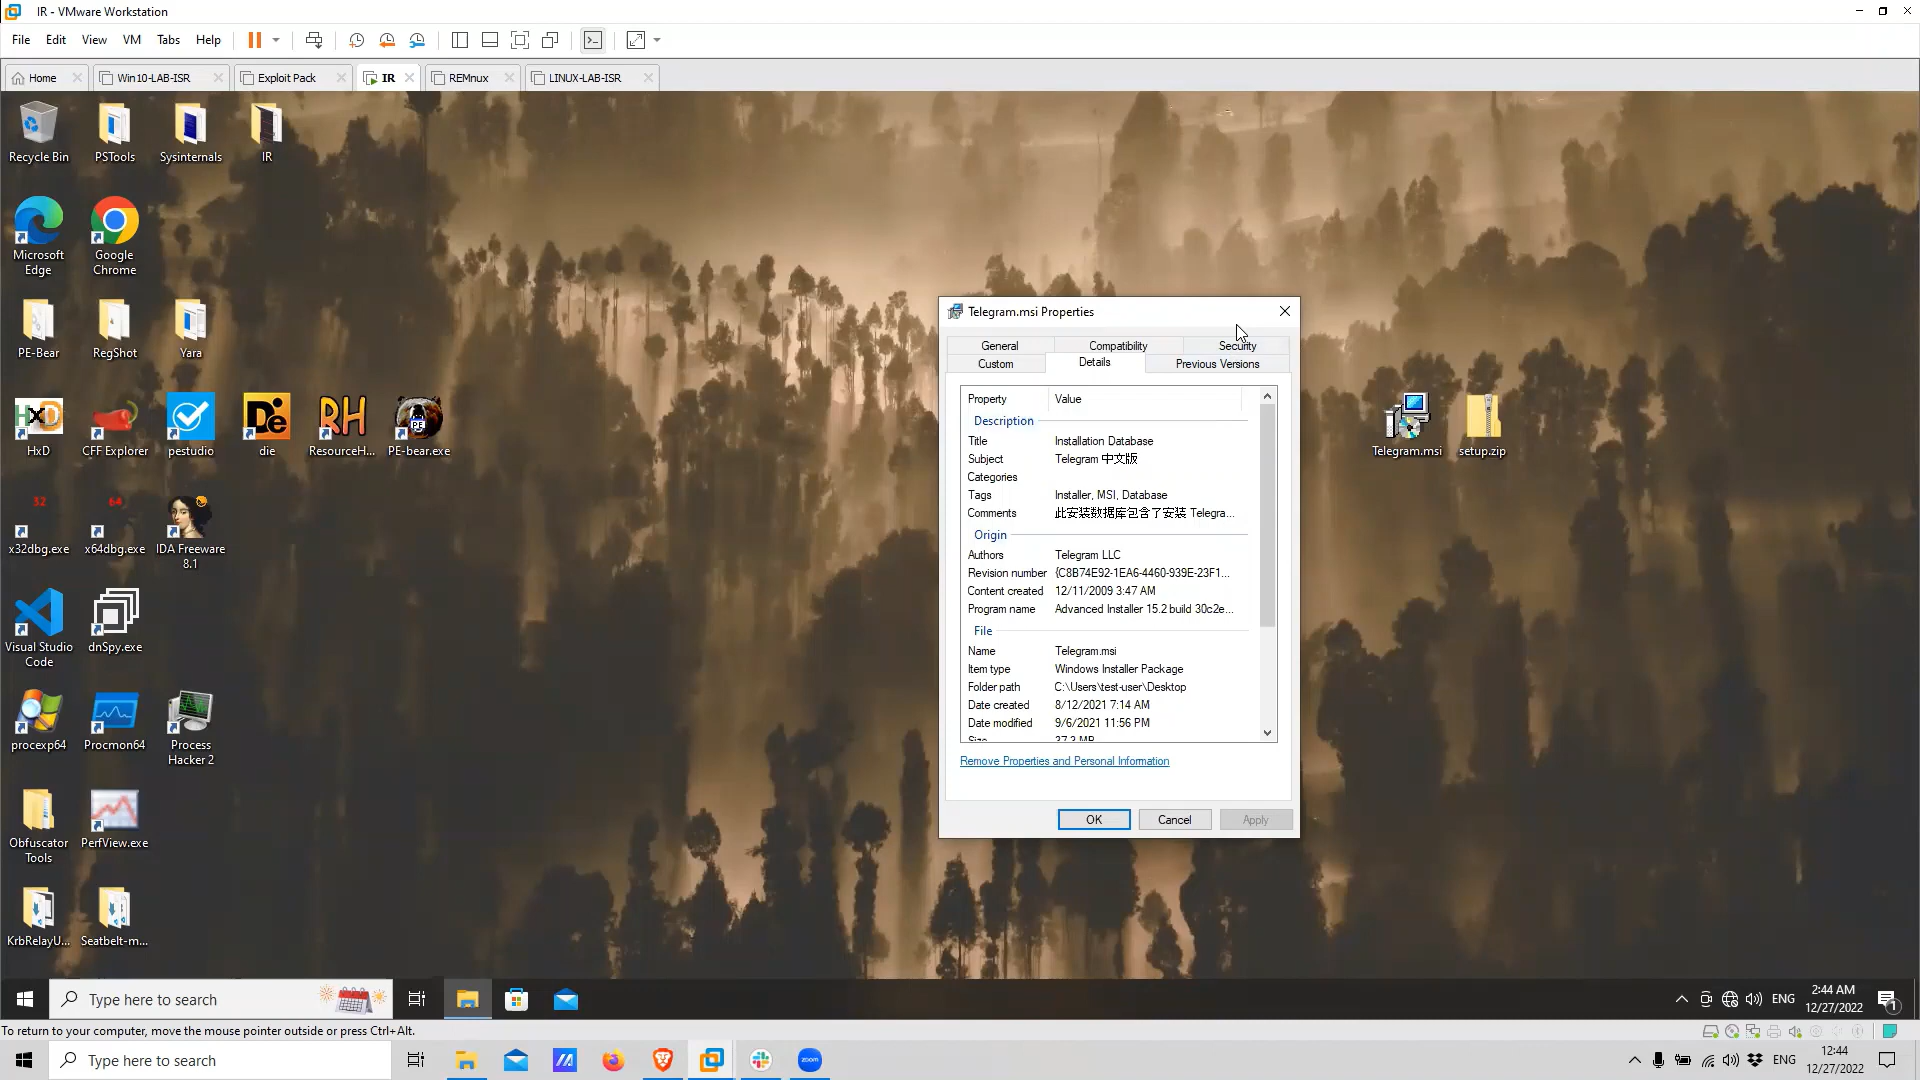 IR - VMware Workstation
File Edit View VM Tabs Help
Home Win10-LAB-ISR Exploit Pack IR REMnux LINUX-LAB-ISR
Recycle Bin PSTools Sysinternals IR
Microsoft Edge
Google Chrome
PE-Bear RegShot Yara
HxD CFF Explorer pestudio die ResourceH... PE-bear.exe
x32dbg.exe x64dbg.exe IDA Freeware 8.1
Visual Studio Code
dnSpy.exe
procexp64 Procmon64 Process Hacker 2
Obfuscator Tools
PerfView.exe
KrbRelayU... Seatbelt-m...
Telegram.msi setup.zip
Telegram.msi Properties
General Compatibility Security
Custom Details Previous Versions
Property Value
Description
Title Installation Database
Subject Telegram 中文版
Categories
Tags Installer, MSI, Database
Comments 此安装数据库包含了安装 Telegra...
Origin
Authors Telegram LLC
Revision number {C8B74E92-1EA6-4460-939E-23F1...
Content created 12/11/2009 3:47 AM
Program name Advanced Installer 15.2 build 30c2e...
File
Name Telegram.msi
Item type Windows Installer Package
Folder path C:\Users\test-user\Desktop
Date created 8/12/2021 7:14 AM
Date modified 9/6/2021 11:56 PM
Size 37.3 MB
Remove Properties and Personal Information
OK Cancel Apply
Type here to search
ENG 2:44 AM
12/27/2022
1
To return to your computer, move the mouse pointer outside or press Ctrl+Alt.
Type here to search
zoom
ENG 12:44
12/27/2022